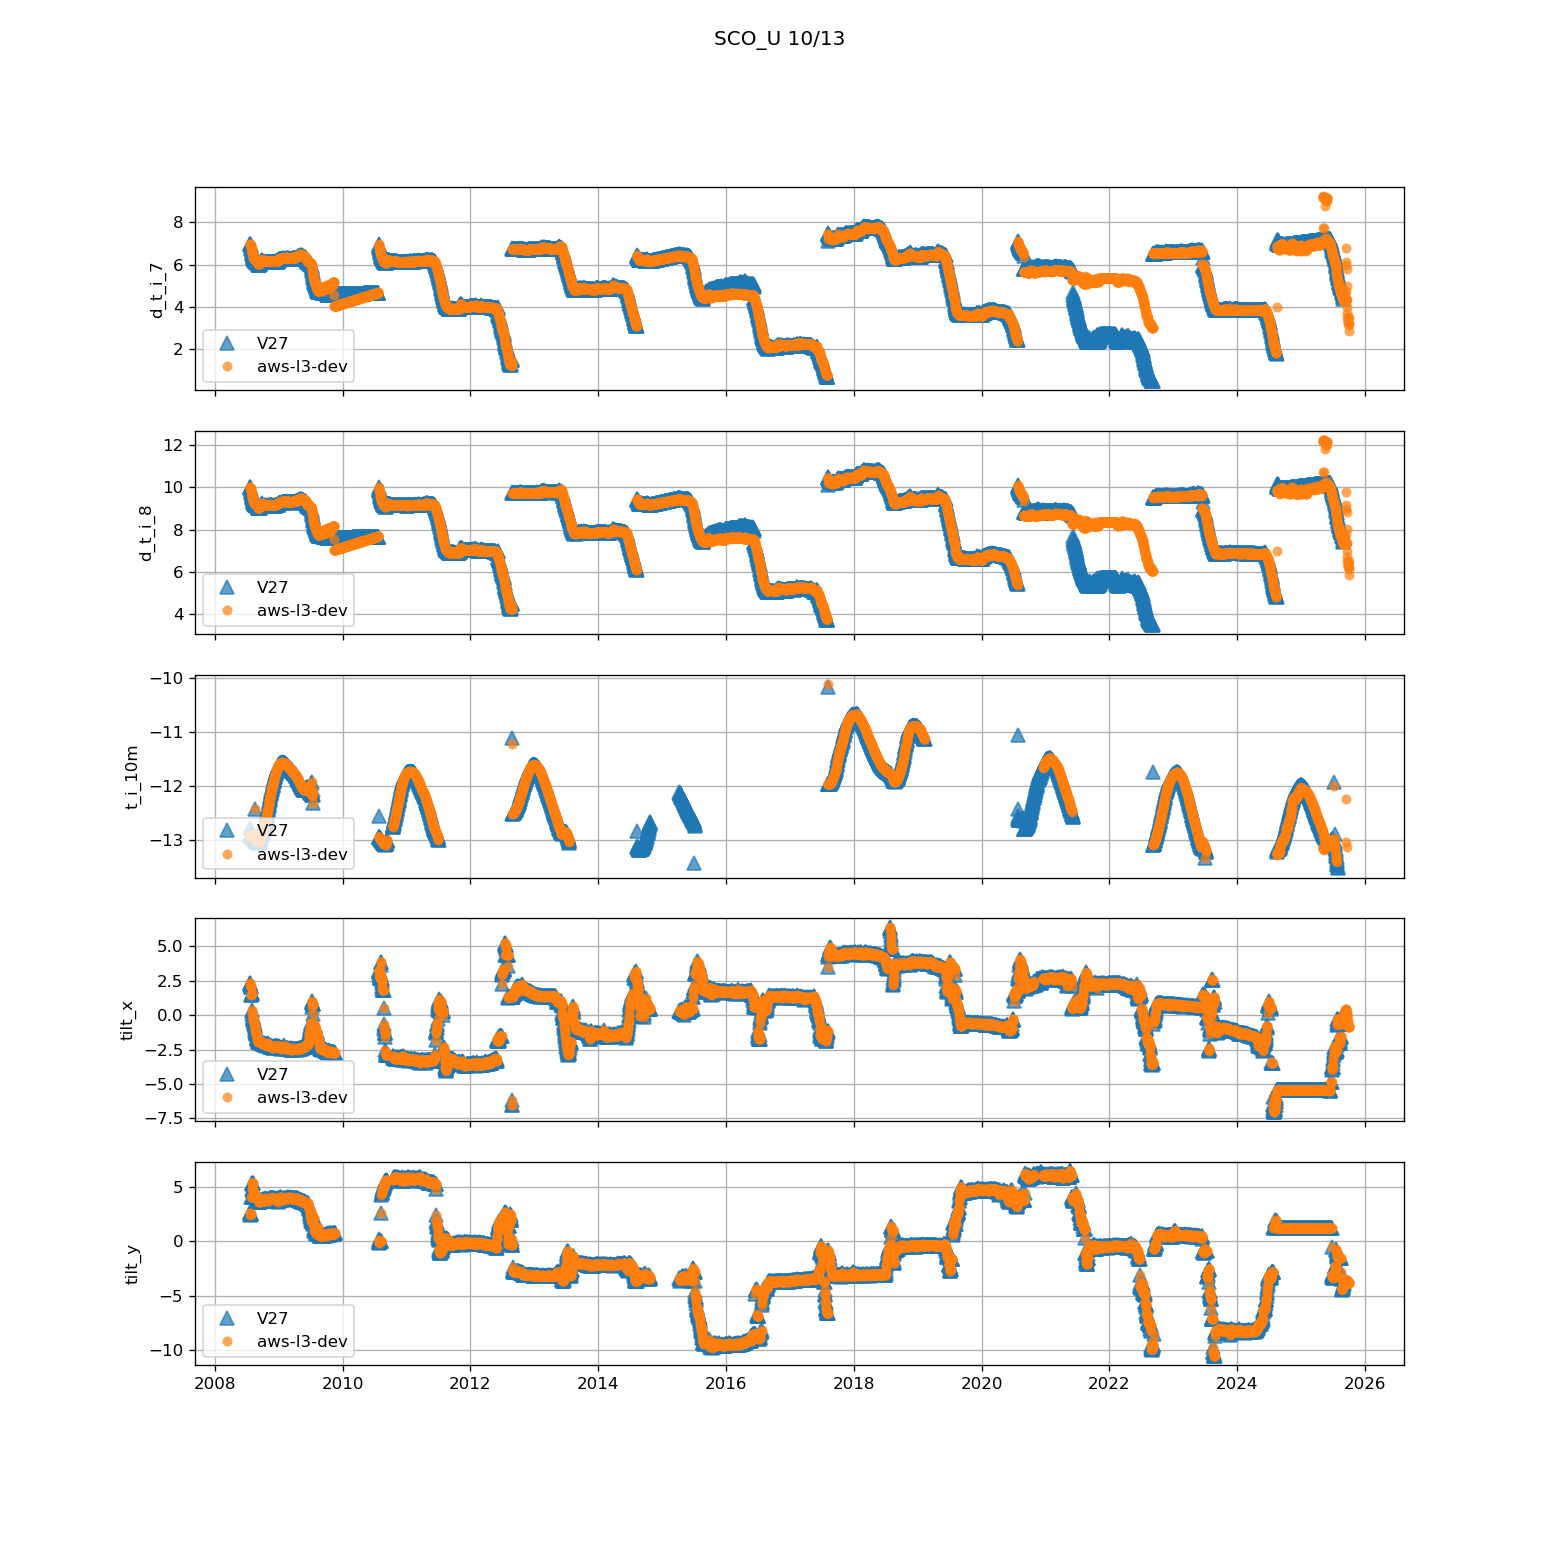 SCO_U 10/13
8
6
4
2
d_t_i_7
V27
aws-l3-dev
12
10
8
6
4
d_t_i_8
V27
aws-l3-dev
−10
−11
−12
−13
t_i_10m
V27
aws-l3-dev
5.0
2.5
0.0
−2.5
−5.0
−7.5
tilt_x
V27
aws-l3-dev
5
0
−5
−10
tilt_y
V27
aws-l3-dev
2008 2010 2012 2014 2016 2018 2020 2022 2024 2026